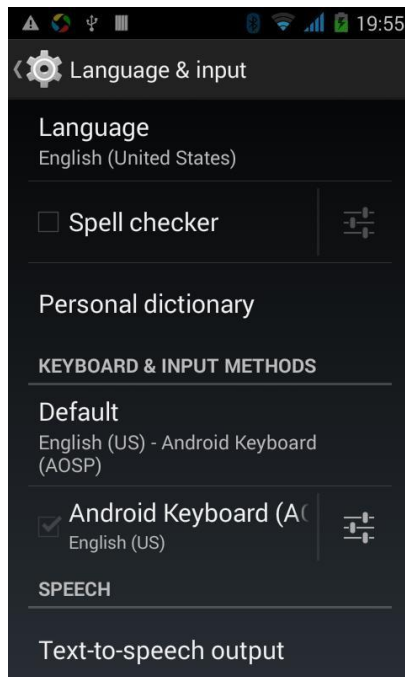 19:55
Language & input
Language
English (United States)
Spell checker
Personal dictionary
KEYBOARD & INPUT METHODS
Default
English (US) - Android Keyboard
(AOSP)
Android Keyboard (A
English (US)
SPEECH
Text-to-speech output